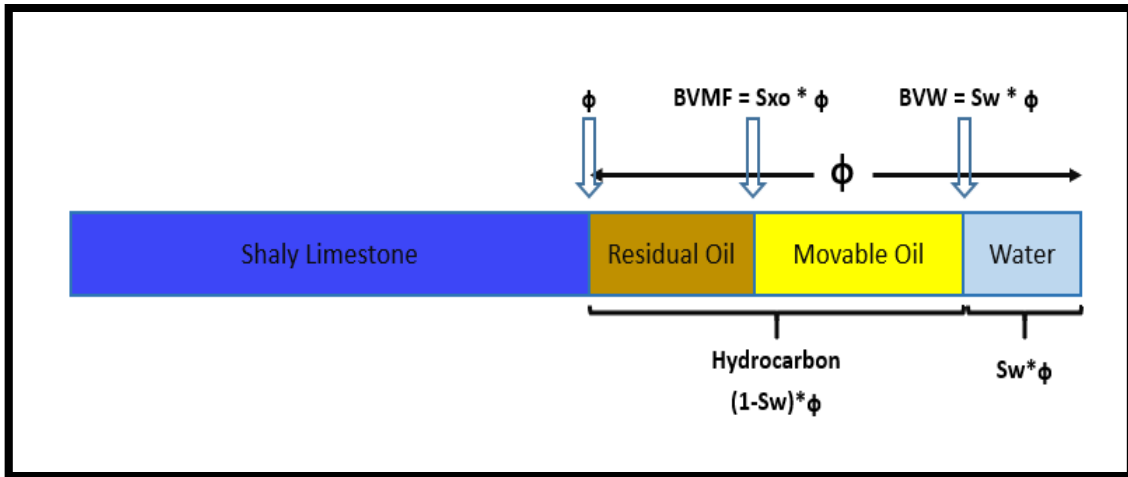 ϕ
BVMF = Sxo * ϕ
BVW = Sw * ϕ
ϕ
Shaly Limestone
Residual Oil
Movable Oil
Water
Hydrocarbon
(1-Sw)*ϕ
Sw*ϕ